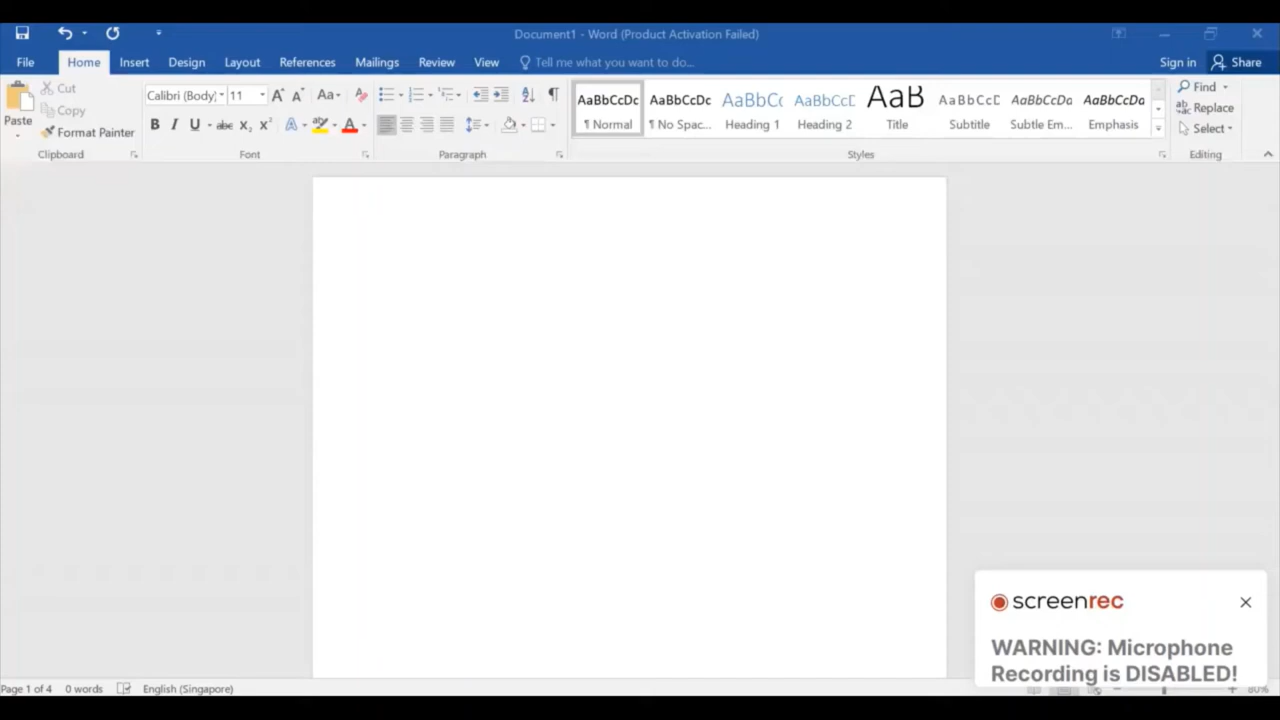 Document1 - Word (Product Activation Failed)
File Home Insert Design Layout References Mailings Review View Tell me what you want to do... Sign in Share
Paste
Cut
Copy
Format Painter
Clipboard
Calibri (Body) 11
Font
Paragraph
AaBbCcDc AaBbCcDc AaBbCc AaBbCcD AaB AaBbCcD AaBbCcDa AaBbCcDa
¶ Normal ¶ No Spac... Heading 1 Heading 2 Title Subtitle Subtle Em... Emphasis
Styles
Find
Replace
Select
Editing
screenrec
WARNING: Microphone
Recording is DISABLED!
Page 1 of 4 0 words English (Singapore) 80%